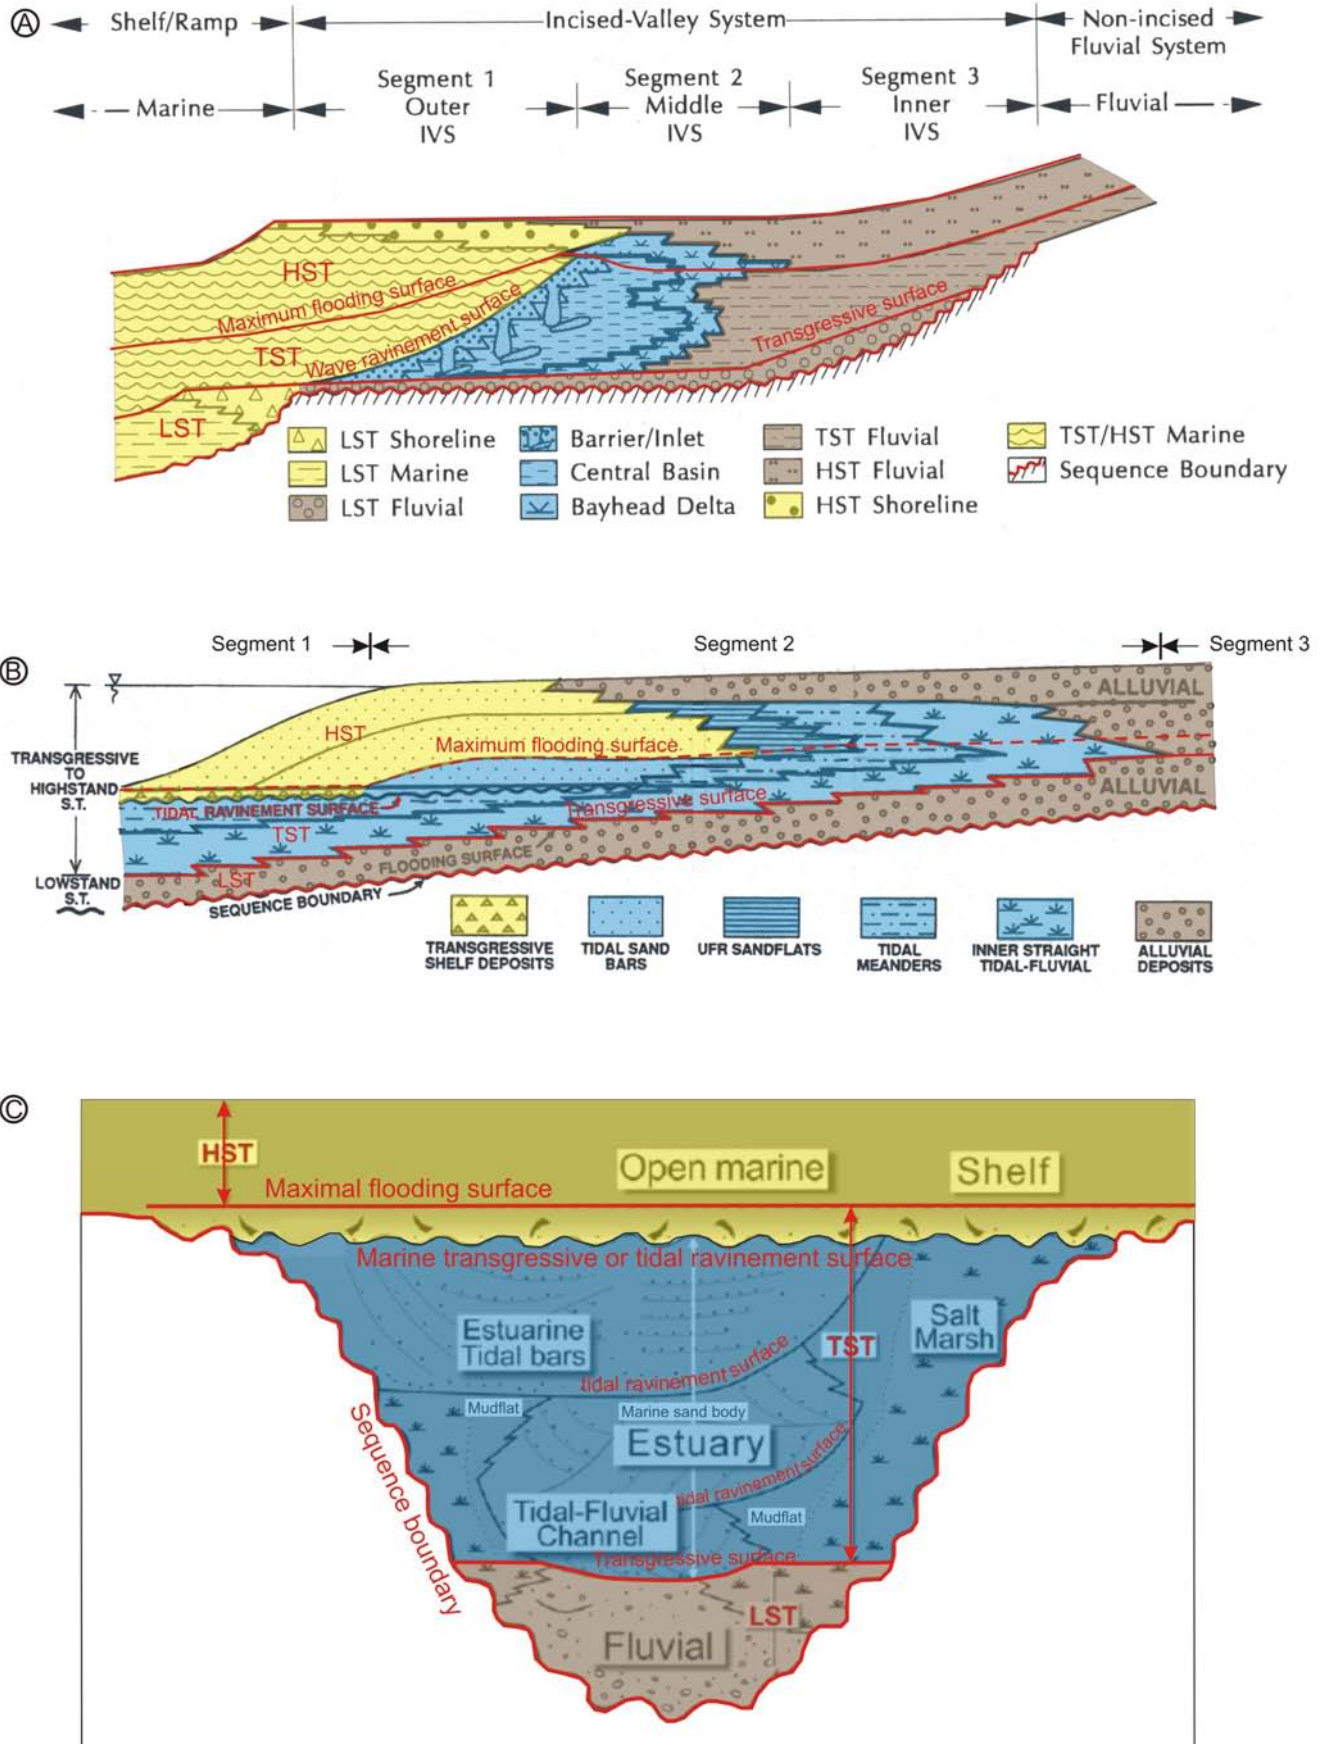 A
Shelf/Ramp
Incised-Valley System
Non-incised
Fluvial System
Marine
Segment 1
Outer
IVS
Segment 2
Middle
IVS
Segment 3
Inner
IVS
Fluvial
HST
Maximum flooding surface
TST
Wave ravinement surface
Transgressive surface
LST
LST Shoreline
LST Marine
LST Fluvial
Barrier/Inlet
Central Basin
Bayhead Delta
TST Fluvial
HST Fluvial
HST Shoreline
TST/HST Marine
Sequence Boundary
B
Segment 1
Segment 2
Segment 3
ALLUVIAL
HST
Maximum flooding surface
TRANSGRESSIVE
TO
HIGHSTAND
S.T.
TIDAL RAVINEMENT SURFACE
Transgressive surface
ALLUVIAL
TST
FLOODING SURFACE
LST
LOWSTAND
S.T.
SEQUENCE BOUNDARY
TRANSGRESSIVE
SHELF DEPOSITS
TIDAL SAND
BARS
UFR SANDFLATS
TIDAL
MEANDERS
INNER STRAIGHT
TIDAL-FLUVIAL
ALLUVIAL
DEPOSITS
C
HST
Open marine
Shelf
Maximal flooding surface
Marine transgressive or tidal ravinement surface
Estuarine
Tidal bars
TST
Salt
Marsh
tidal ravinement surface
Mudflat
Marine sand body
Estuary
Sequence boundary
tidal ravinement surface
Tidal-Fluvial
Channel
Mudflat
Transgressive surface
LST
Fluvial